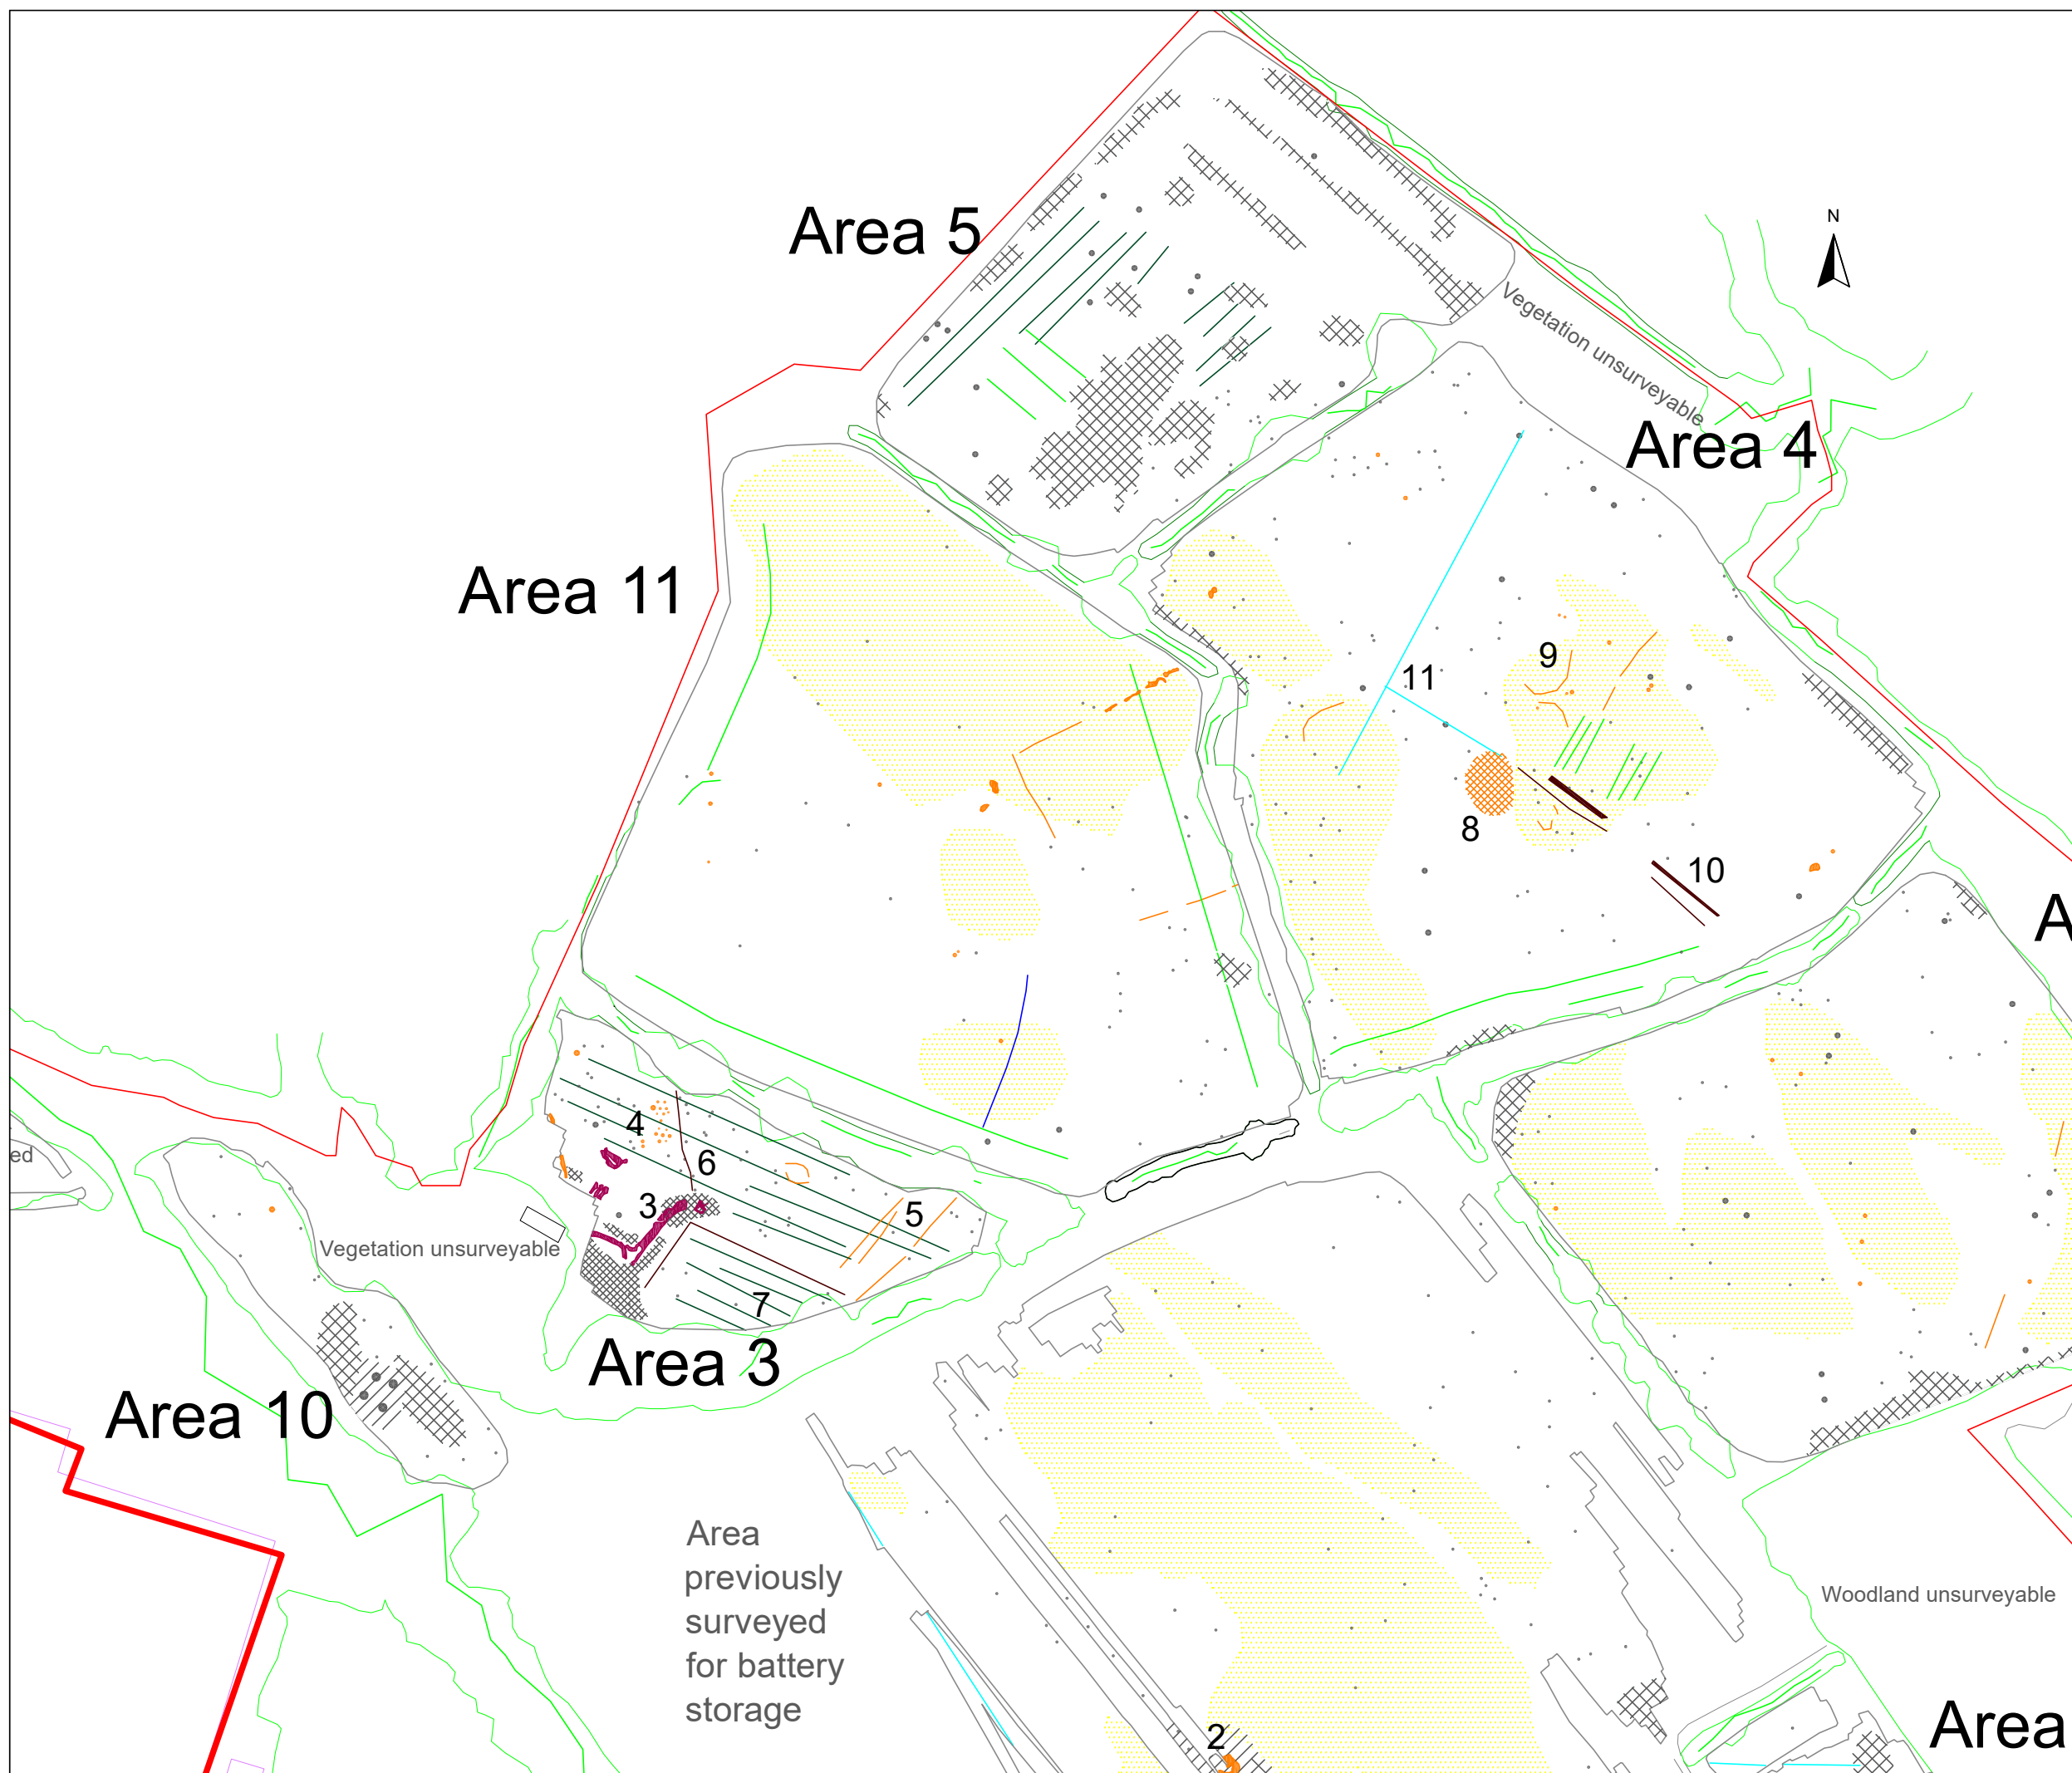 N
Area 5
Vegetation unsurveyable
Area 4
Area 11
9
11
8
10
A
4
6
3
5
ed
Vegetation unsurveyable
7
Area 3
Area 10
Area
previously
surveyed
for battery
storage
Woodland unsurveyable
2
Area